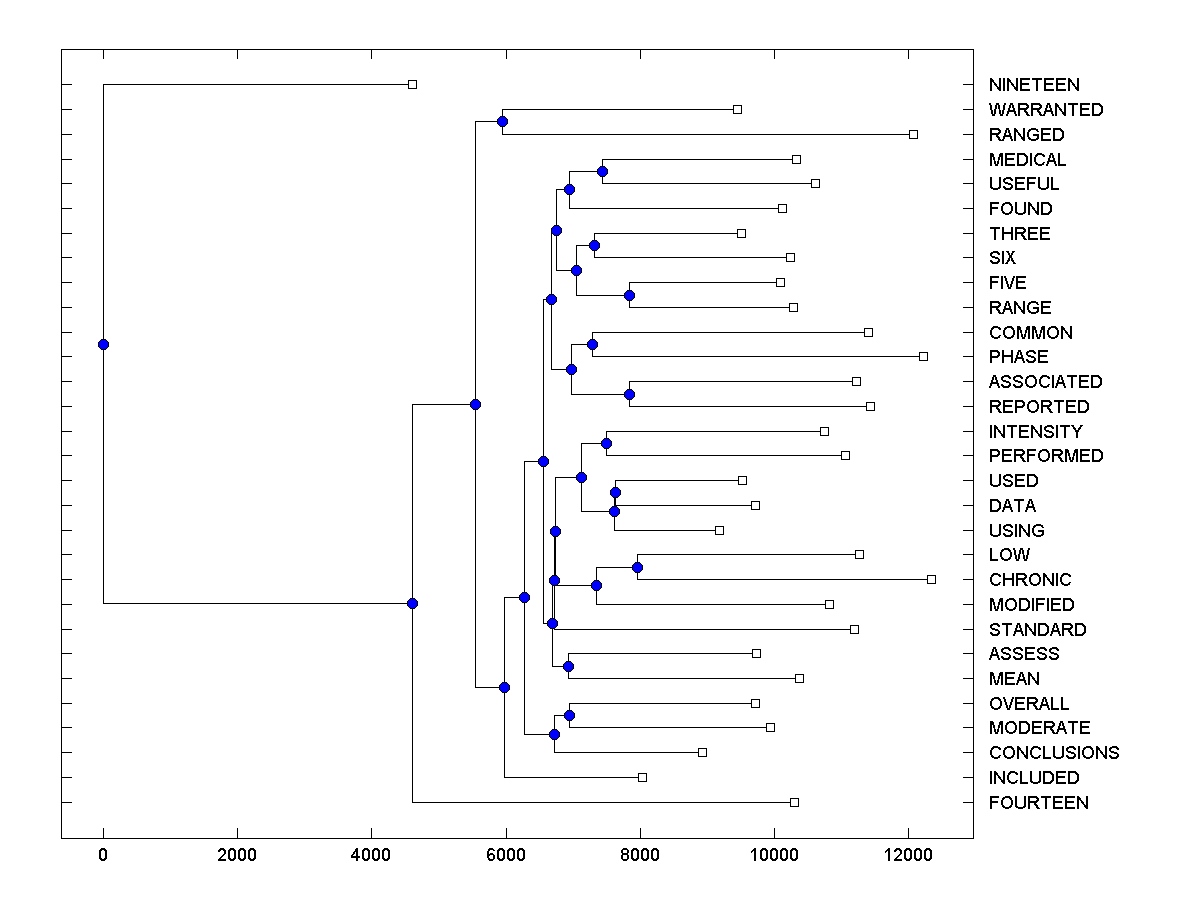 NINETEEN
WARRANTED
RANGED
MEDICAL
USEFUL
FOUND
THREE
SIX
FIVE
RANGE
COMMON
PHASE
ASSOCIATED
REPORTED
INTENSITY
PERFORMED
USED
DATA
USING
LOW
CHRONIC
MODIFIED
STANDARD
ASSESS
MEAN
OVERALL
MODERATE
CONCLUSIONS
INCLUDED
FOURTEEN
0 2000 4000 6000 8000 10000 12000